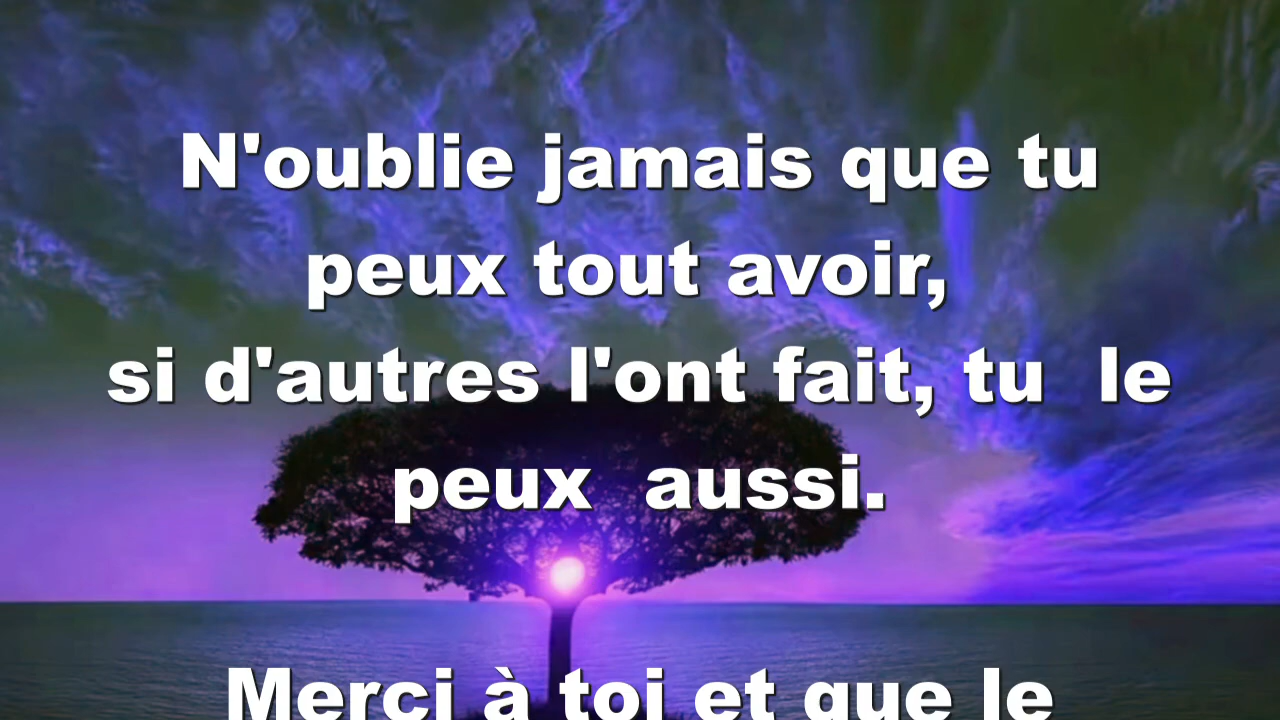 N'oublie jamais que tu
peux tout avoir,
si d'autres l'ont fait, tu  le
peux  aussi.
Merci à toi et que le